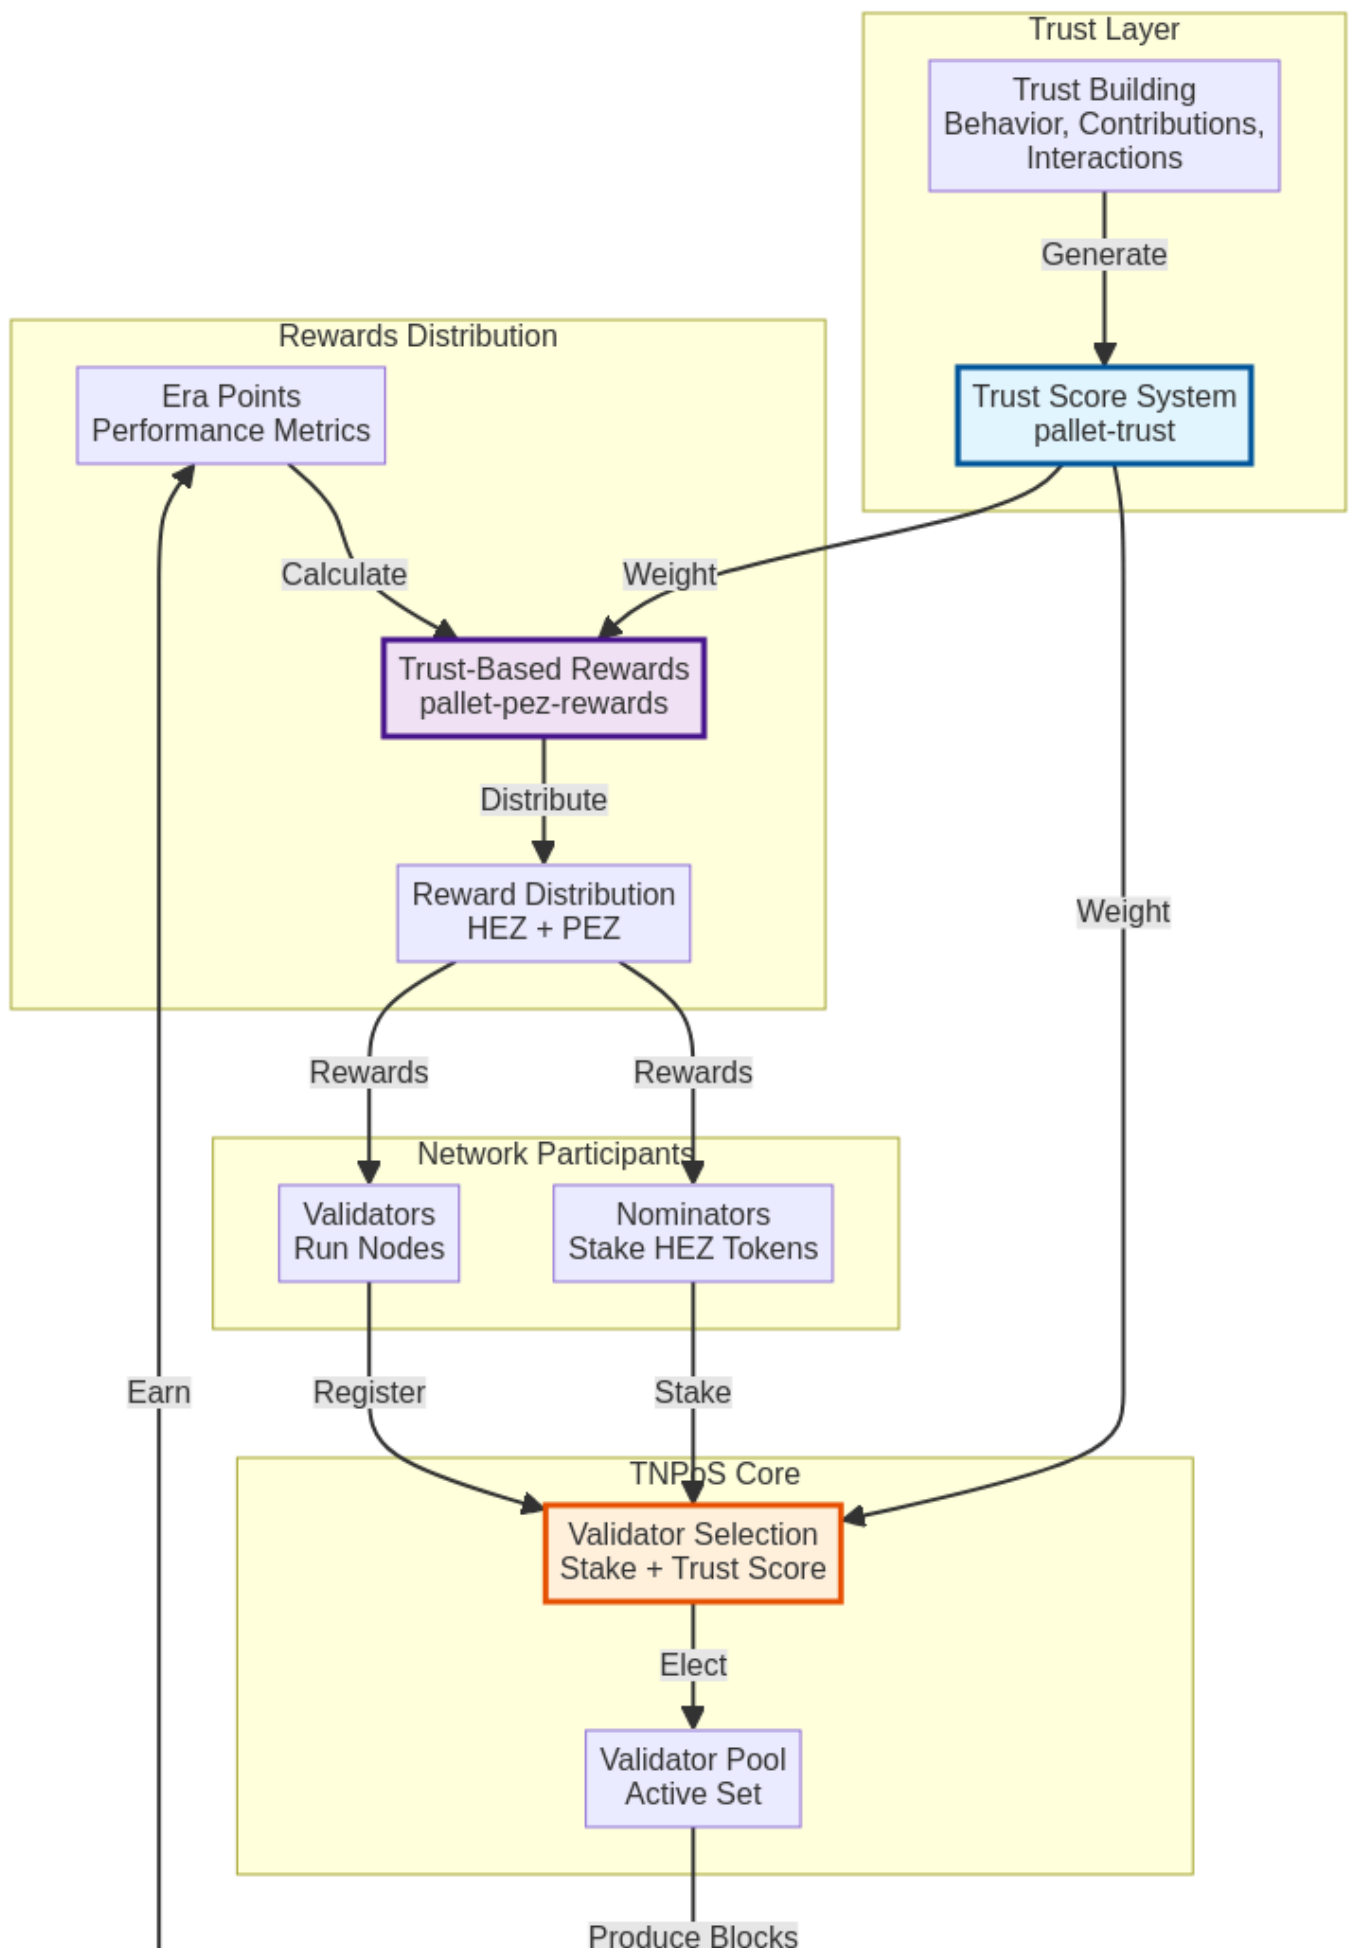 Trust Layer
Trust Building
Behavior, Contributions,
Interactions
Generate
Trust Score System
pallet-trust
Rewards Distribution
Era Points
Performance Metrics
Calculate
Weight
Trust-Based Rewards
pallet-pez-rewards
Distribute
Reward Distribution
HEZ + PEZ
Weight
Rewards
Rewards
Network Participants
Validators
Run Nodes
Nominators
Stake HEZ Tokens
Earn
Register
Stake
TNPoS Core
Validator Selection
Stake + Trust Score
Elect
Validator Pool
Active Set
Produce Blocks